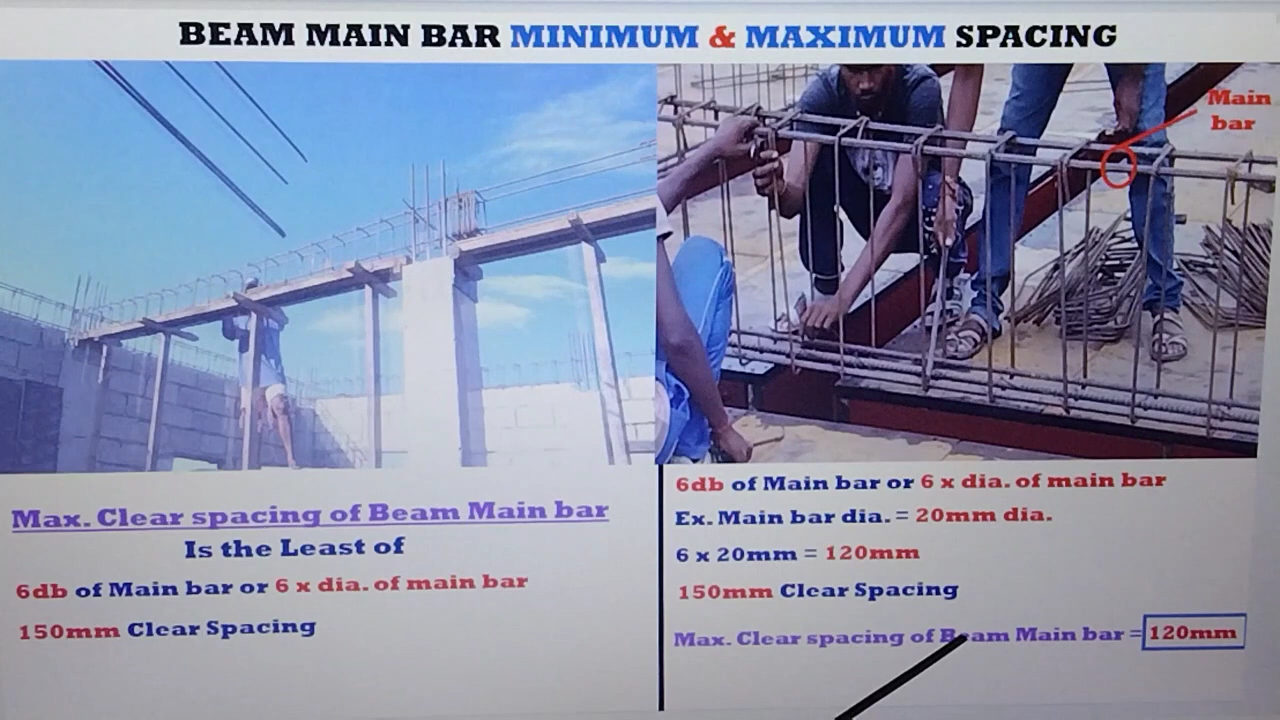 BEAM MAIN BAR MINIMUM & MAXIMUM SPACING
Main
bar
Max. Clear spacing of Beam Main bar
Is the Least of
6db of Main bar or 6 x dia. of main bar
150mm Clear Spacing
6db of Main bar or 6 x dia. of main bar
Ex. Main bar dia. = 20mm dia.
6 x 20mm = 120mm
150mm Clear Spacing
Max. Clear spacing of Beam Main bar = 120mm